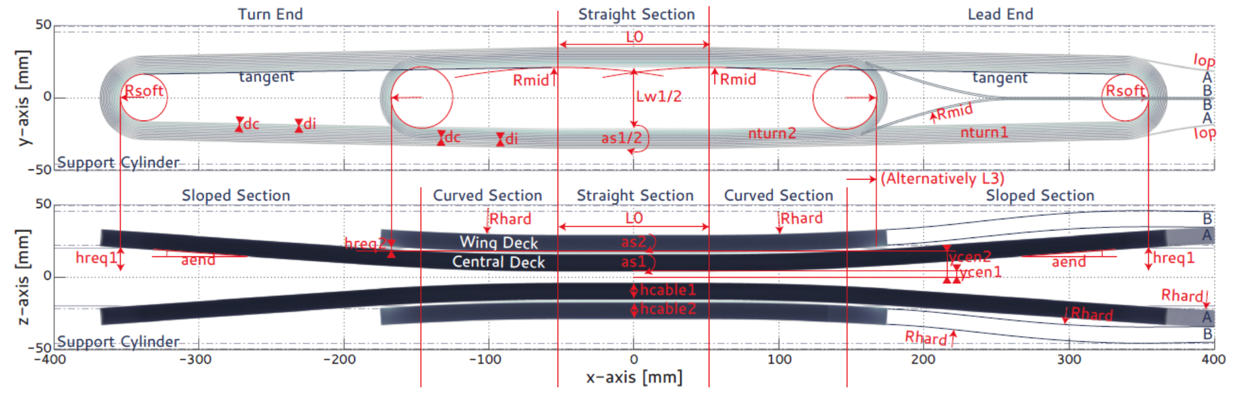 Turn End
Straight Section
Lead End
y-axis [mm]
50
0
−50
L0
tangent
Rmid
Rmid
tangent
lop
A
B
B
A
lop
Rsoft
Rsoft
Lw1/2
Rmid
dc
di
dc
di
as1/2
nturn2
nturn1
Support Cylinder
(Alternatively L3)
Sloped Section
Curved Section
Straight Section
Curved Section
Sloped Section
z-axis [mm]
50
0
−50
Rhard
L0
Rhard
B
A
hreq2
Wing Deck
as2
hreq1
aend
Central Deck
as1
ycen2
ycen1
aend
hreq1
hcable1
hcable2
Rhard
Rhard
A
Rhard
B
Support Cylinder
−400
−300
−200
−100
0
100
200
300
400
x-axis [mm]